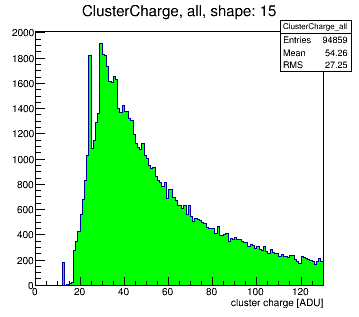 ClusterCharge, all, shape: 15
ClusterCharge_all
Entries 94859
Mean 54.26
RMS 27.25
2000
1800
1600
1400
1200
1000
800
600
400
200
0
0 20 40 60 80 100 120
cluster charge [ADU]